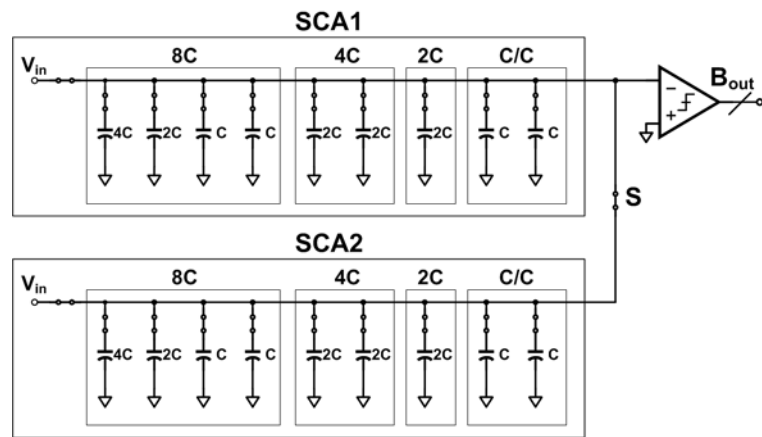 SCA1
8C 4C 2C C/C
Vin
4C 2C C C 2C 2C 2C C C
− +
Bout
S
SCA2
8C 4C 2C C/C
Vin
4C 2C C C 2C 2C 2C C C